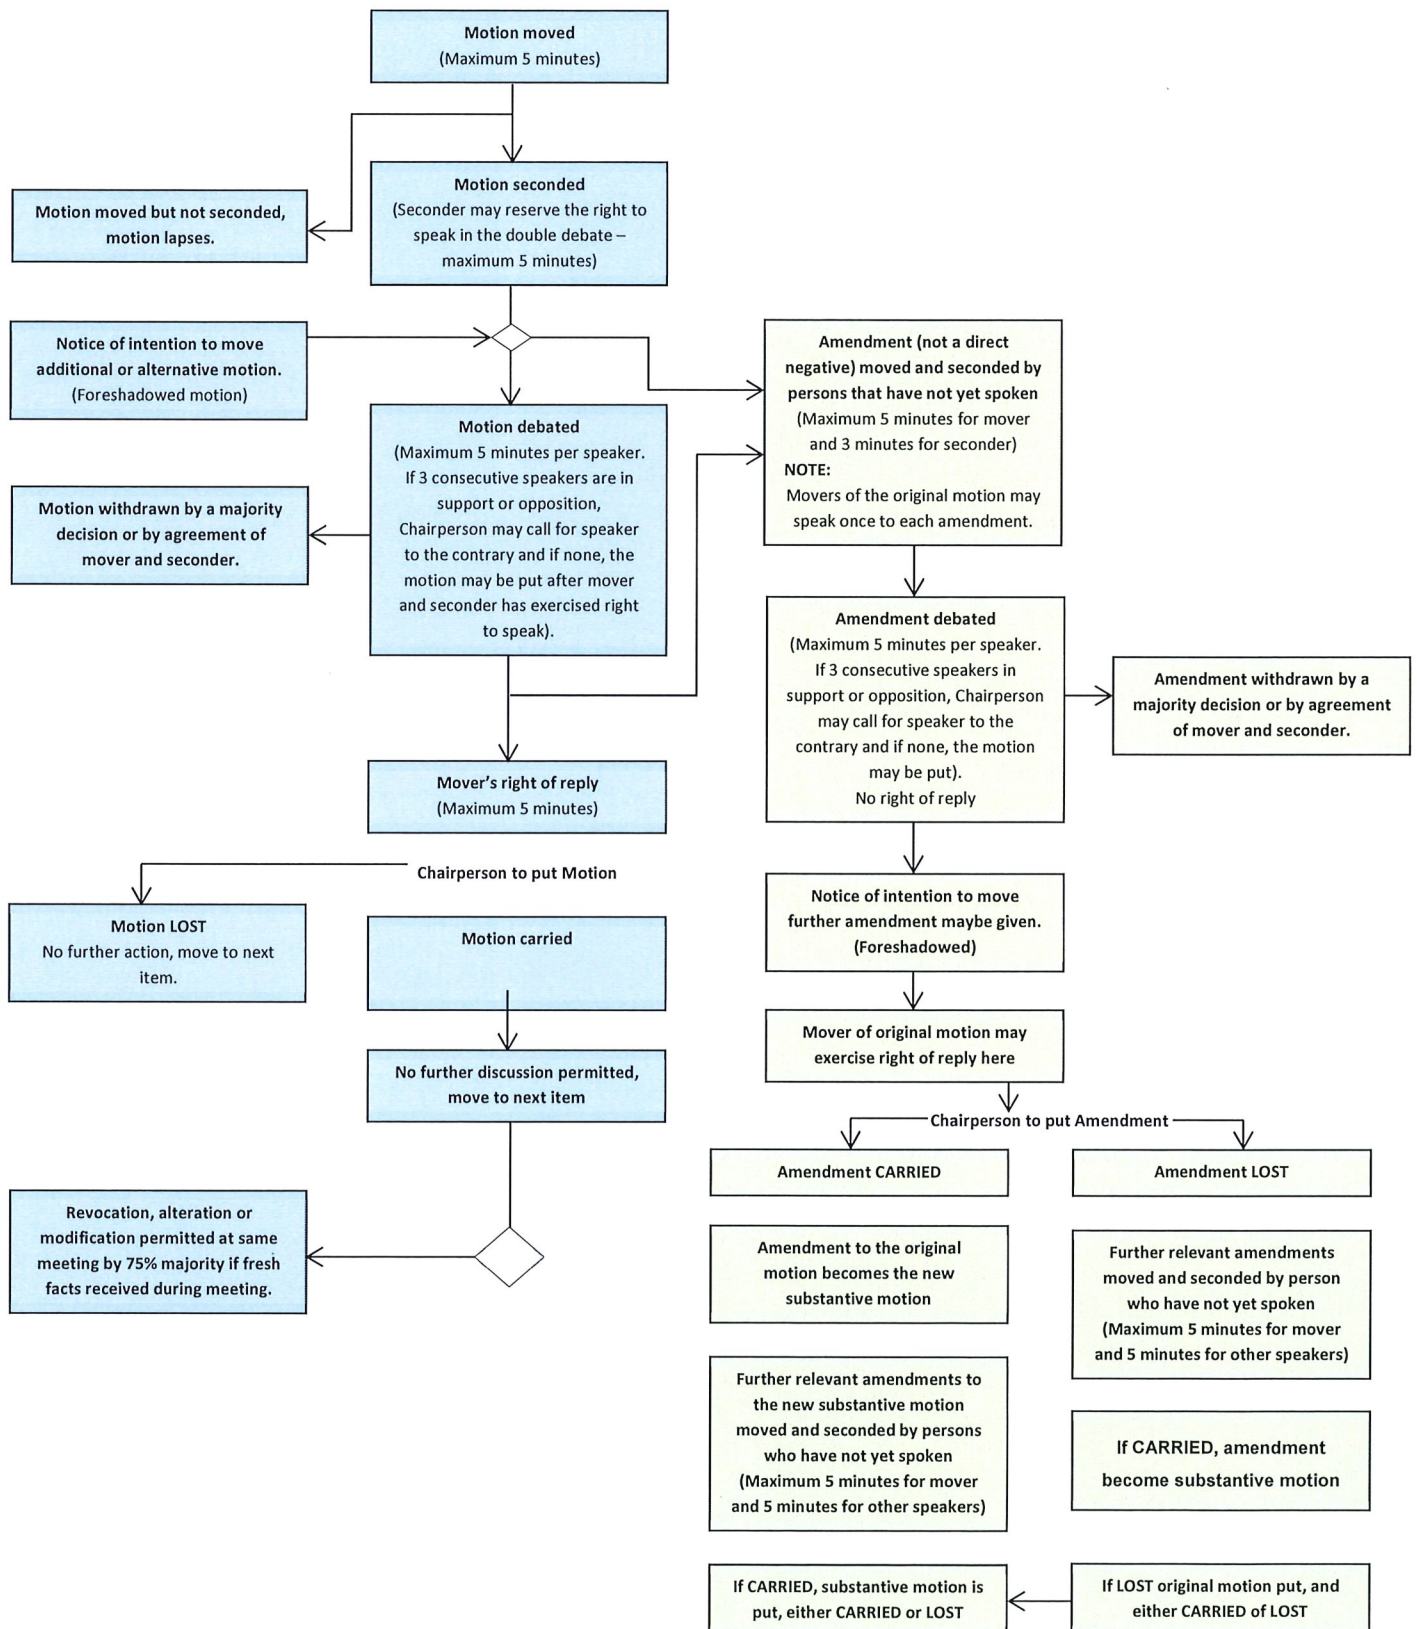 Motion moved
(Maximum 5 minutes)
Motion seconded
(Seconder may reserve the right to
speak in the double debate –
maximum 5 minutes)
Motion moved but not seconded,
motion lapses.
Notice of intention to move
additional or alternative motion.
(Foreshadowed motion)
Motion debated
(Maximum 5 minutes per speaker.
If 3 consecutive speakers are in
support or opposition,
Chairperson may call for speaker
to the contrary and if none, the
motion may be put after mover
and seconder has exercised right
to speak).
Motion withdrawn by a majority
decision or by agreement of
mover and seconder.
Mover's right of reply
(Maximum 5 minutes)
Chairperson to put Motion
Motion LOST
No further action, move to next
item.
Motion carried
No further discussion permitted,
move to next item
Revocation, alteration or
modification permitted at same
meeting by 75% majority if fresh
facts received during meeting.
Amendment (not a direct
negative) moved and seconded by
persons that have not yet spoken
(Maximum 5 minutes for mover
and 3 minutes for seconder)
NOTE:
Movers of the original motion may
speak once to each amendment.
Amendment debated
(Maximum 5 minutes per speaker.
If 3 consecutive speakers in
support or opposition, Chairperson
may call for speaker to the
contrary and if none, the motion
may be put).
No right of reply
Amendment withdrawn by a
majority decision or by agreement
of mover and seconder.
Notice of intention to move
further amendment maybe given.
(Foreshadowed)
Mover of original motion may
exercise right of reply here
Chairperson to put Amendment
Amendment CARRIED
Amendment to the original
motion becomes the new
substantive motion
Further relevant amendments to
the new substantive motion
moved and seconded by persons
who have not yet spoken
(Maximum 5 minutes for mover
and 5 minutes for other speakers)
If CARRIED, substantive motion is
put, either CARRIED or LOST
Amendment LOST
Further relevant amendments
moved and seconded by person
who have not yet spoken
(Maximum 5 minutes for mover
and 5 minutes for other speakers)
If CARRIED, amendment
become substantive motion
If LOST original motion put, and
either CARRIED of LOST